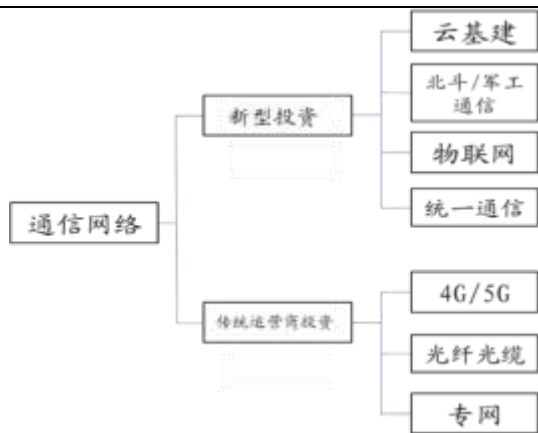 通信网络
新型投资
云基建
北斗/军工
通信
物联网
统一通信
传统运营商投资
4G/5G
光纤光缆
专网